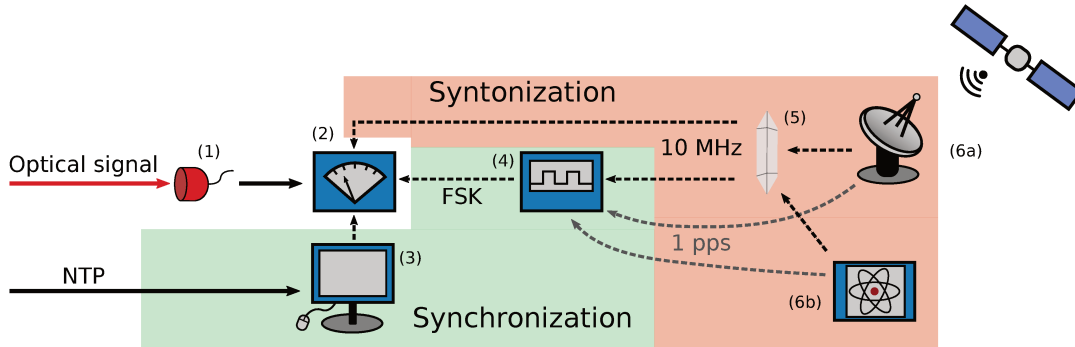 Syntonization
(2)
(5)
Optical signal
(1)
(4)
10 MHz
(6a)
FSK
1 pps
NTP
(3)
(6b)
Synchronization